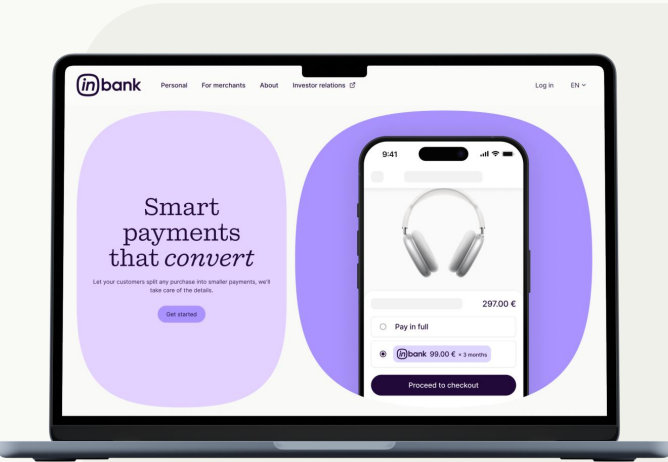 inbank
Personal For merchants About Investor relations
Log in EN
Smart
payments
that convert
Let your customers split any purchase into smaller payments, we'll
take care of the details.
Get started
9:41
297.00 €
Pay in full
inbank 99.00 € × 3 months
Proceed to checkout